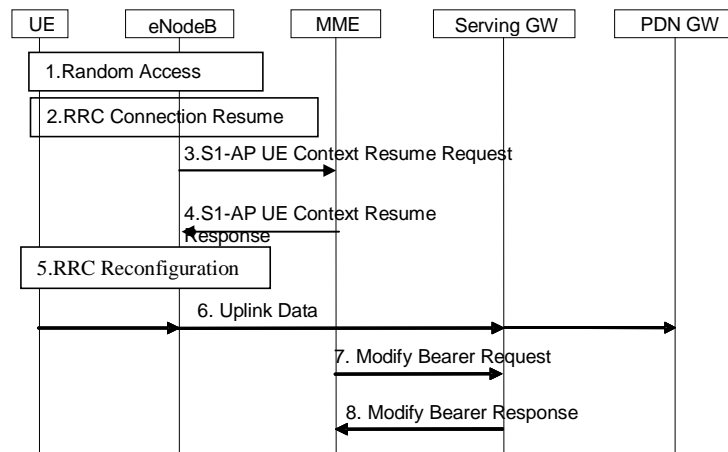 UE
eNodeB
MME
Serving GW
PDN GW
1.Random Access
2.RRC Connection Resume
3.S1-AP UE Context Resume Request
4.S1-AP UE Context Resume
Response
5.RRC Reconfiguration
6. Uplink Data
7. Modify Bearer Request
8. Modify Bearer Response